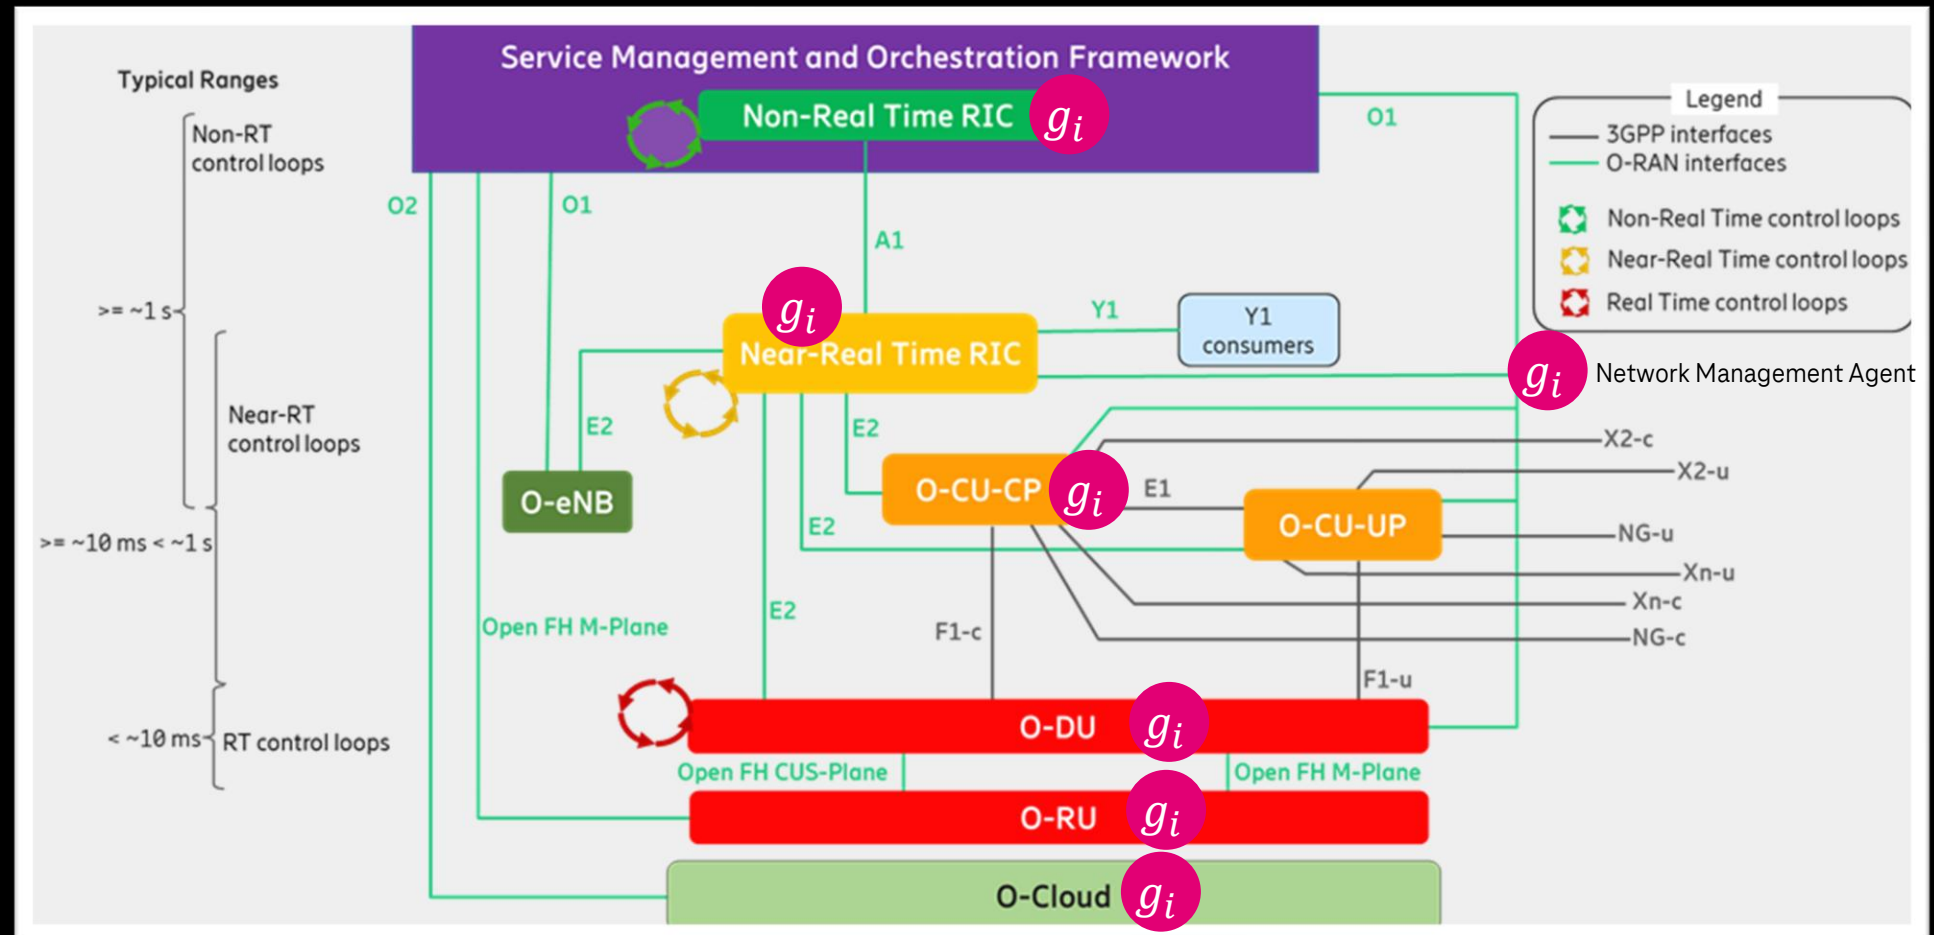 Service Management and Orchestration Framework
Typical Ranges
Non-Real Time RIC
g_i
Non-RT
control loops
O1
Legend
3GPP interfaces
O-RAN interfaces
Non-Real Time control loops
Near-Real Time control loops
Real Time control loops
O2
O1
A1
>= ~1 s
g_i
Near-Real Time RIC
Y1
Y1
consumers
g_i
Network Management Agent
Near-RT
control loops
E2
E2
X2-c
X2-u
O-eNB
O-CU-CP
g_i
E1
O-CU-UP
E2
NG-u
Xn-u
Xn-c
NG-c
>= ~10 ms < ~1 s
Open FH M-Plane
E2
F1-c
F1-u
< ~10 ms
RT control loops
O-DU
g_i
Open FH CUS-Plane
Open FH M-Plane
O-RU
g_i
O-Cloud
g_i